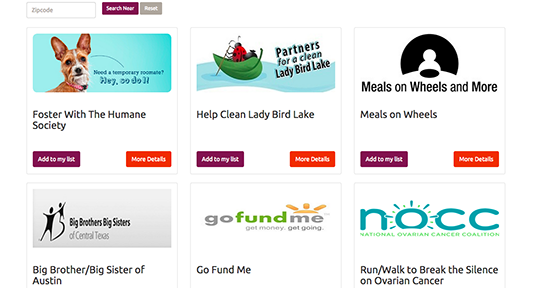 Zipcode
Search Near
Reset
Need a temporary roomate?
Hey, so do I!
Partners
for a clean
Lady Bird Lake
Meals on Wheels and More
Foster With The Humane
Society
Help Clean Lady Bird Lake
Meals on Wheels
Add to my list
More Details
Add to my list
More Details
Add to my list
More Details
Big Brothers Big Sisters
of Central Texas
gofundme
get money. get going.
nocc
NATIONAL OVARIAN CANCER COALITION
Big Brother/Big Sister of
Austin
Go Fund Me
Run/Walk to Break the Silence
on Ovarian Cancer